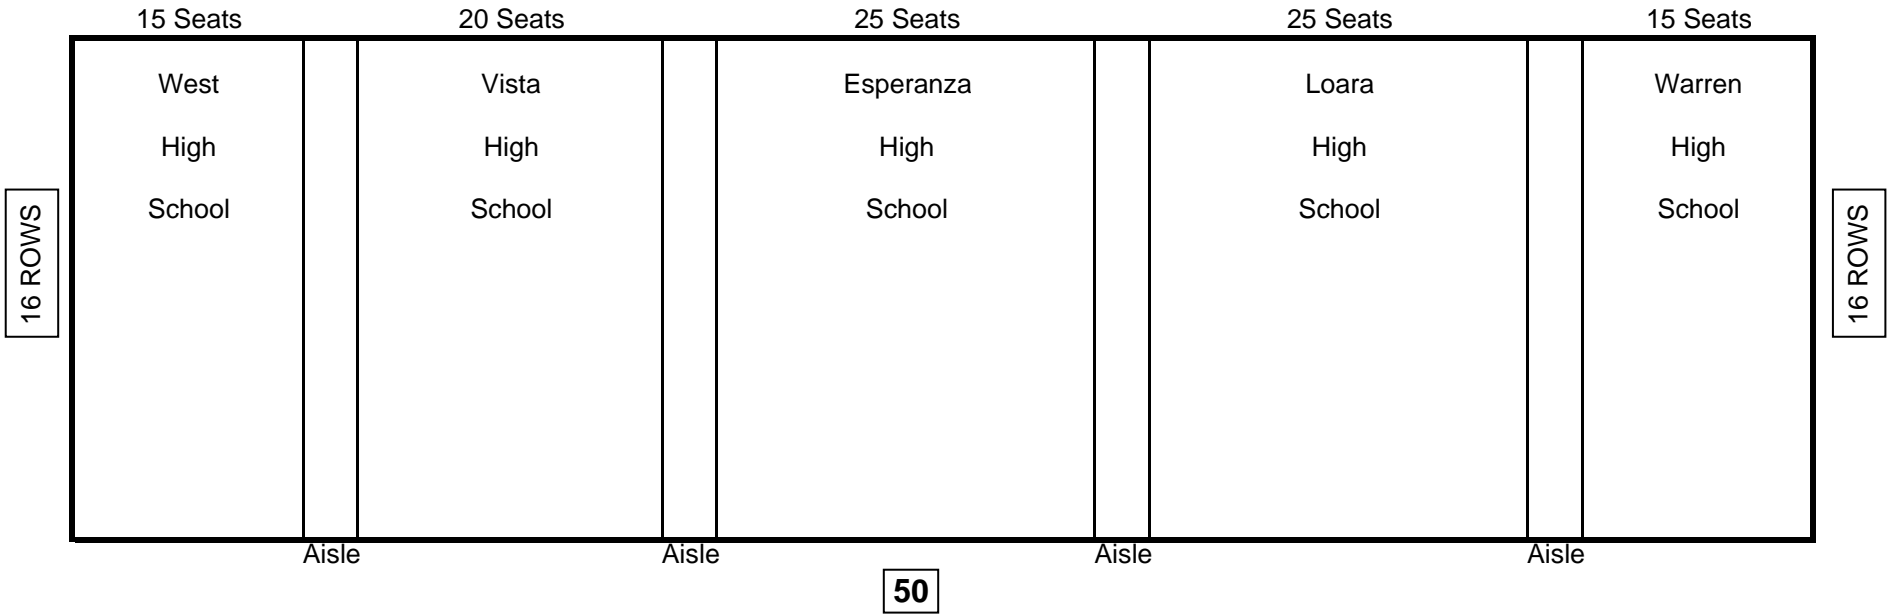 15 Seats 20 Seats 25 Seats 25 Seats 15 Seats
West Vista Esperanza Loara Warren
High High High High High
School School School School School
16 ROWS 16 ROWS
Aisle Aisle Aisle Aisle
50